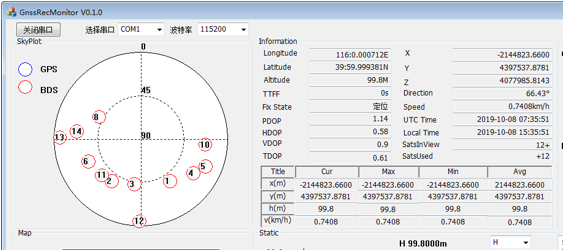 GnssRecMonitor V0.1.0
关闭串口 选择串口 COM1 波特率 115200
SkyPlot
0
45
90
GPS
BDS
8
14
13
10
6
5
4
11
2
3
1
12
Map
Information
Longitude 116:0.000712E X -2144823.6600
Latitude 39:59.999381N Y 4397537.8781
Altitude 99.8M Z 4077985.8143
TTFF 0s Direction 66.43°
Fix State 定位 Speed 0.7408km/h
PDOP 1.14 UTC Time 2019-10-08 07:35:51
HDOP 0.58 Local Time 2019-10-08 15:35:51
VDOP 0.9 SatsInView 12+
TDOP 0.61 SatsUsed +12
Title Cur Max Min Avg
x(m) -2144823.6600 -2144823.6600 -2144823.6600 -2144823.6600
y(m) 4397537.8781 4397537.8781 4397537.8781 4397537.8781
h(m) 99.8 99.8 99.8 99.8
v(km/h) 0.7408 0.7408 0.7408 0.7408
Static
H 99.8000m H